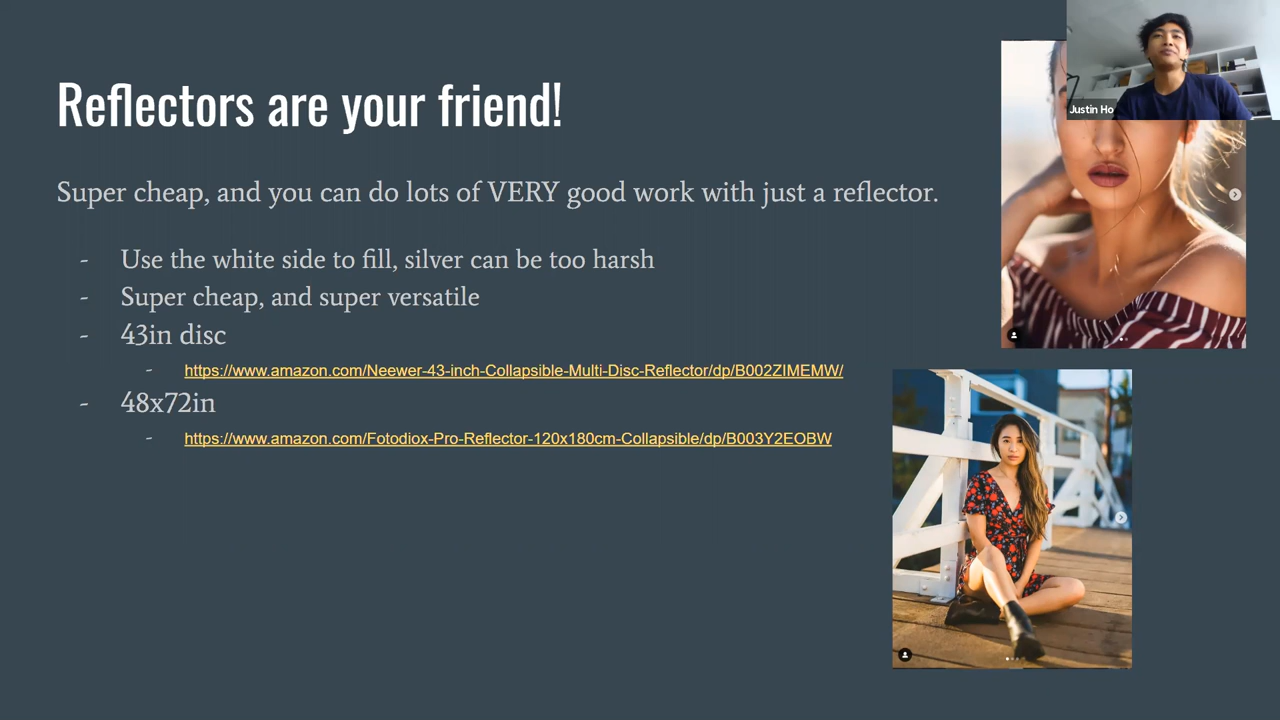 Reflectors are your friend!
Super cheap, and you can do lots of VERY good work with just a reflector.
- Use the white side to fill, silver can be too harsh
- Super cheap, and super versatile
- 43in disc
- https://www.amazon.com/Neewer-43-inch-Collapsible-Multi-Disc-Reflector/dp/B002ZIMEMW/
- 48x72in
- https://www.amazon.com/Fotodiox-Pro-Reflector-120x180cm-Collapsible/dp/B003Y2EOBW
Justin Ho